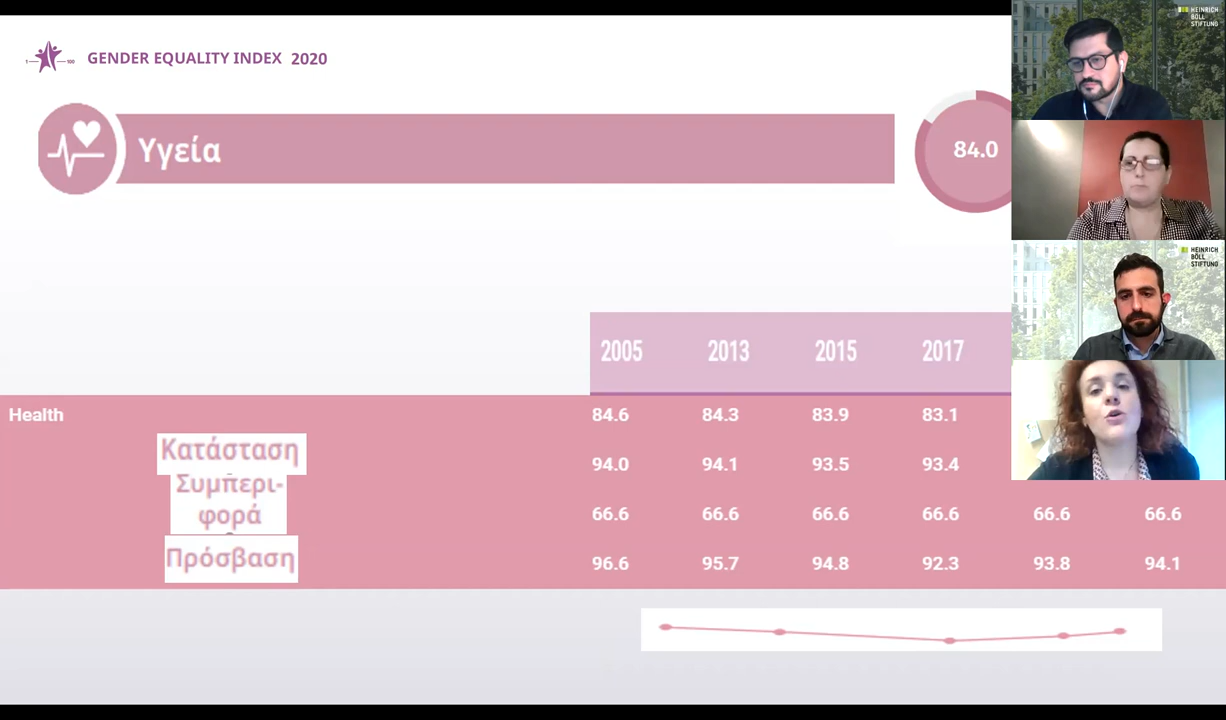 GENDER EQUALITY INDEX 2020
1 100
Υγεία
84.0
2005 2013 2015 2017
Health 84.6 84.3 83.9 83.1
Κατάσταση 94.0 94.1 93.5 93.4
Συμπερι-
φορά 66.6 66.6 66.6 66.6 66.6 66.6
Πρόσβαση 96.6 95.7 94.8 92.3 93.8 94.1
HEINRICH
BÖLL
STIFTUNG
HEINRICH
BÖLL
STIFTUNG